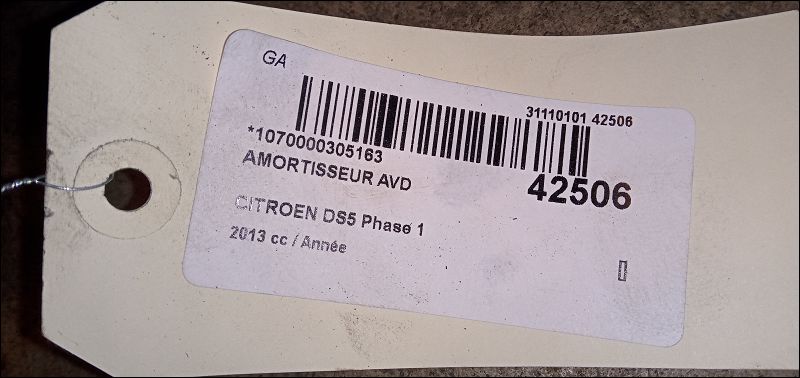 GA
31110101 42506
*1070000305163
42506
AMORTISSEUR AVD
CITROEN DS5 Phase 1
2013 cc / Année
[]